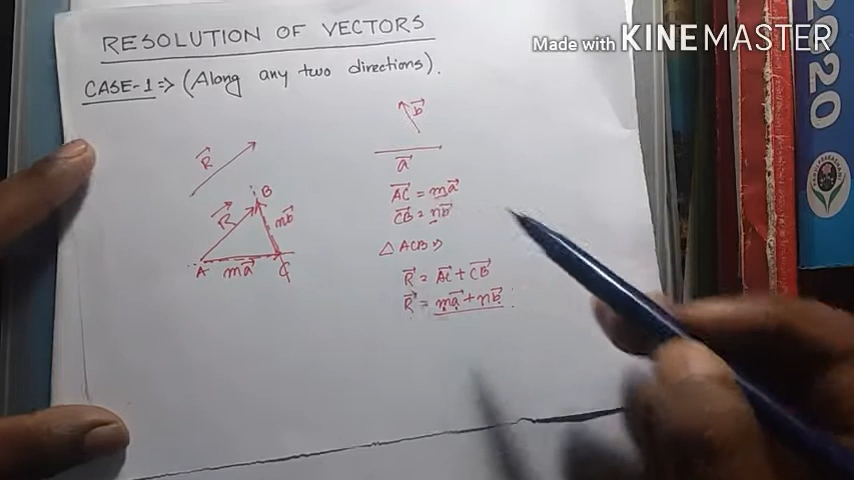 Made with KINEMASTER
RESOLUTION OF VECTORS
CASE-1 => (Along any two directions).
R⃗
b⃗
a⃗
B
R⃗
nb⃗
A
ma⃗
C
AC⃗ = ma⃗
CB⃗ = nb⃗
△ ACB ⇒
R⃗ = AC⃗ + CB⃗
R⃗ = ma⃗ + nb⃗
2020